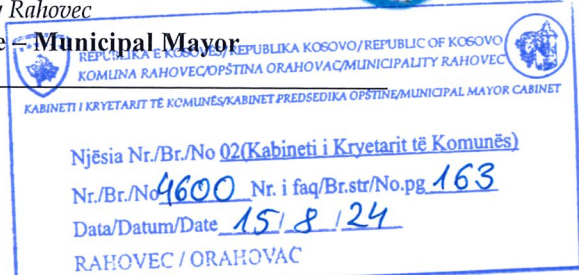 Rahovec
e – Municipal Mayor
REPUBLIKA E KOSOVËS/REPUBLIKA KOSOVO/REPUBLIC OF KOSOVO
KOMUNA RAHOVEC/OPŠTINA ORAHOVAC/MUNICIPALITY RAHOVEC
KABINETI I KRYETARIT TË KOMUNËS/KABINET PREDSEDIKA OPŠTINE/MUNICIPAL MAYOR CABINET
Njësia Nr./Br./No 02(Kabineti i Kryetarit të Komunës)
Nr./Br./No 4600 Nr. i faq/Br.str/No.pg 163
Data/Datum/Date 15/ 8 /24
RAHOVEC / ORAHOVAC